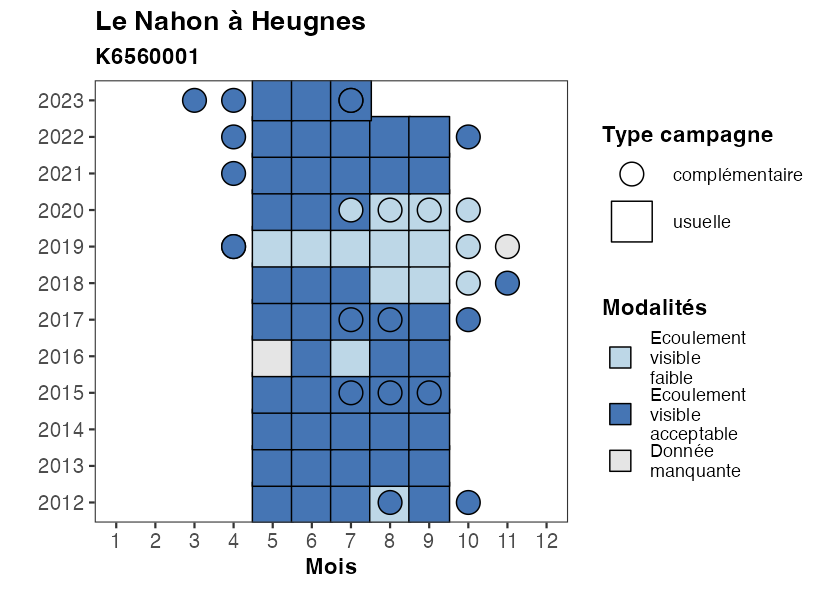 Le Nahon à Heugnes
K6560001
2023
2022
2021
2020
2019
2018
2017
2016
2015
2014
2013
2012
1 2 3 4 5 6 7 8 9 10 11 12
Mois
Type campagne
complémentaire
usuelle
Modalités
Ecoulement
visible
faible
Ecoulement
visible
acceptable
Donnée
manquante